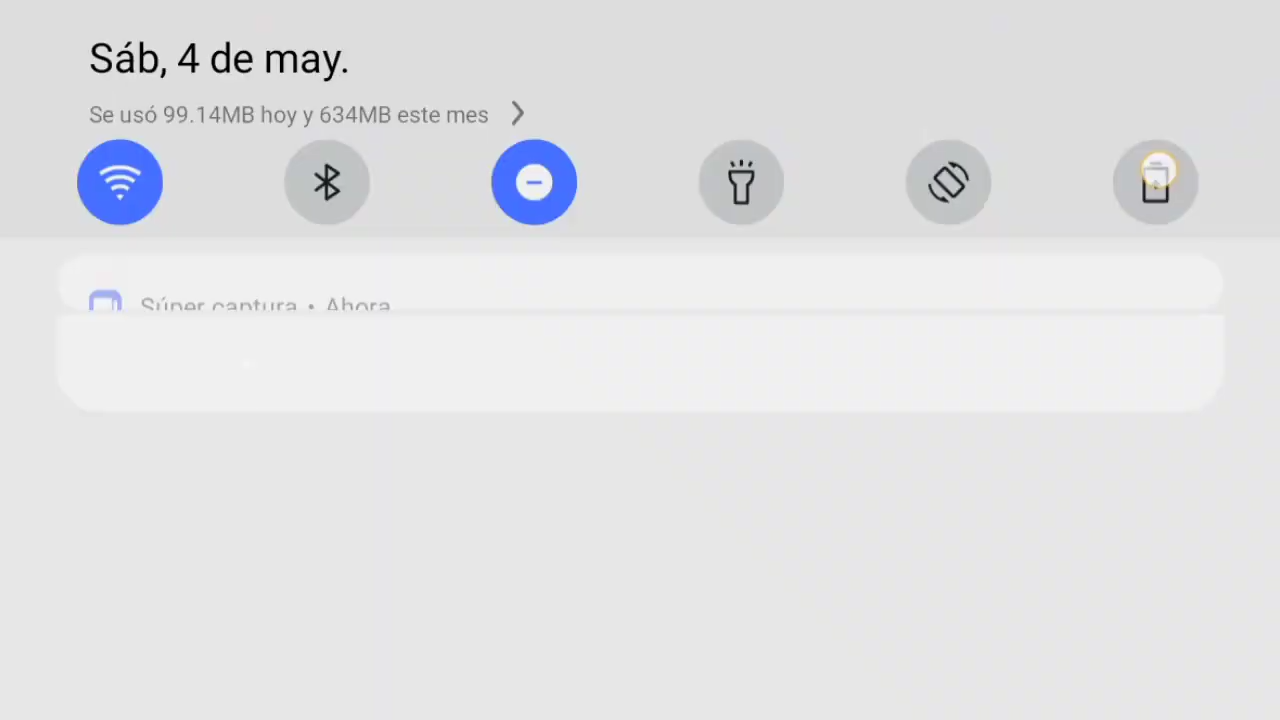 Sáb, 4 de may.
Se usó 99.14MB hoy y 634MB este mes
Súper captura • Ahora